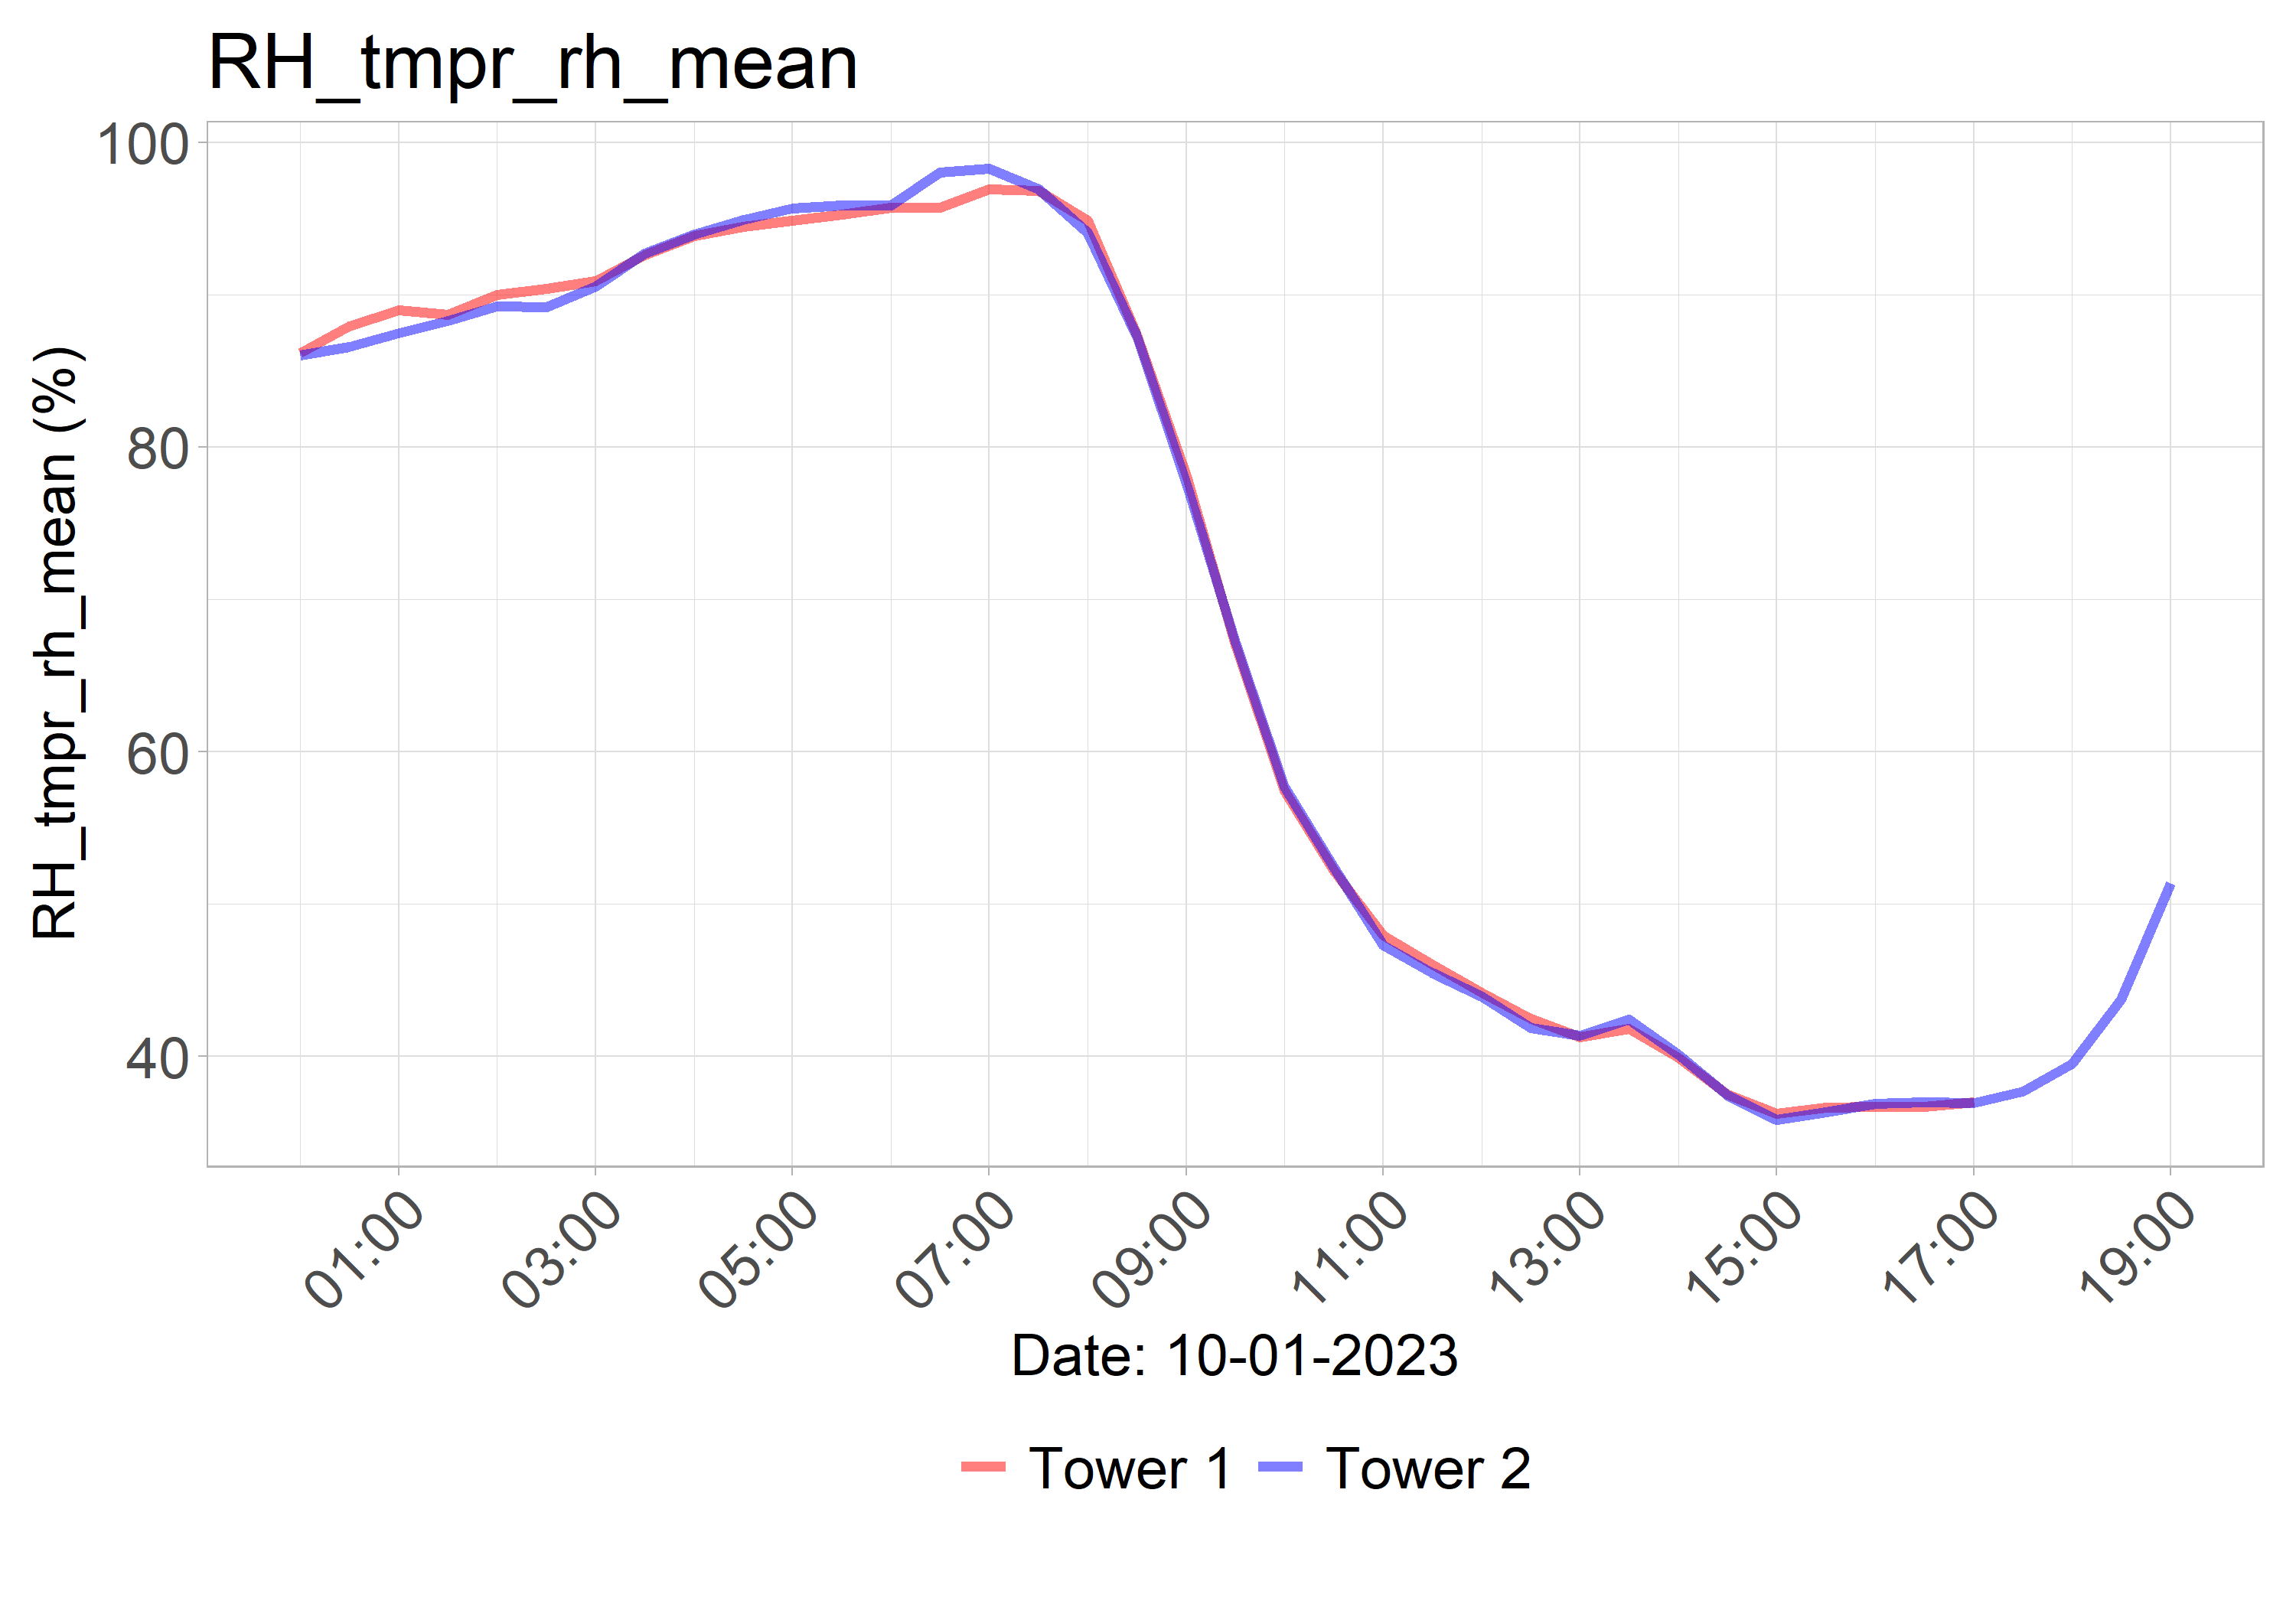 RH_tmpr_rh_mean
RH_tmpr_rh_mean (%)
100
80
60
40
01:00
03:00
05:00
07:00
09:00
11:00
13:00
15:00
17:00
19:00
Date: 10-01-2023
Tower 1
Tower 2